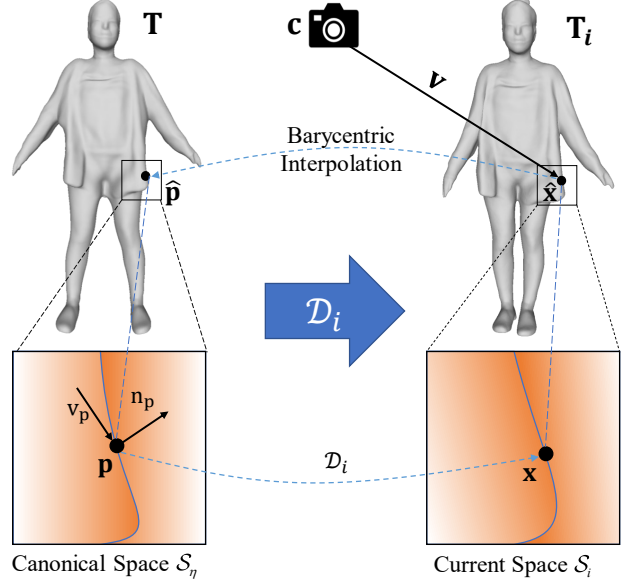 T
c
T_i
v
Barycentric
Interpolation
p̂
x̂
𝒟_i
v_p
n_p
p
𝒟_i
x
Canonical Space 𝒮_η
Current Space 𝒮_i